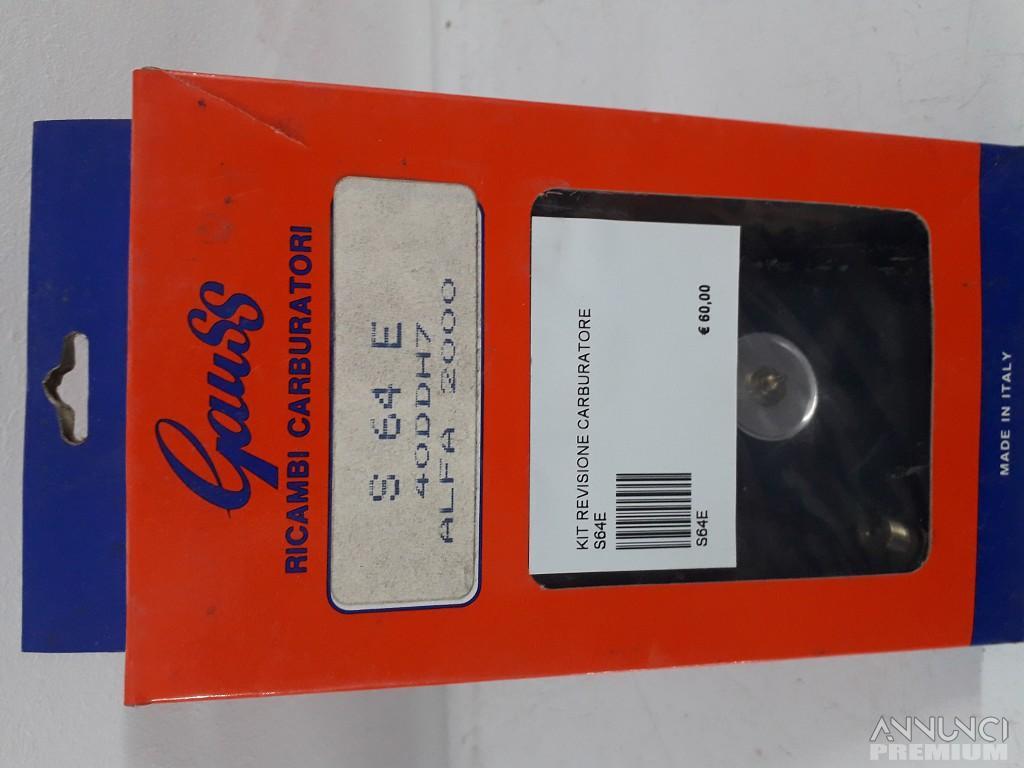 Gauss
RICAMBI CARBURATORI
S 64 E
40DDH7
ALFA 2000
KIT REVISIONE CARBURATORE
S64E
S64E
€ 60,00
MADE IN ITALY
ANNUNCI
PREMIUM